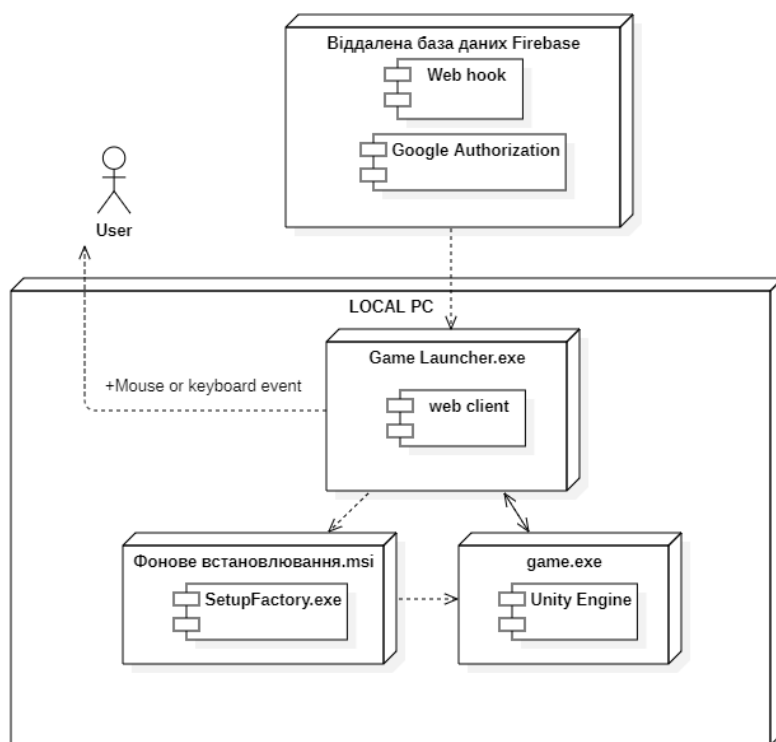 Віддалена база даних Firebase
Web hook
Google Authorization
User
LOCAL PC
Game Launcher.exe
+Mouse or keyboard event
web client
Фонове встановлювання.msi
game.exe
SetupFactory.exe
Unity Engine